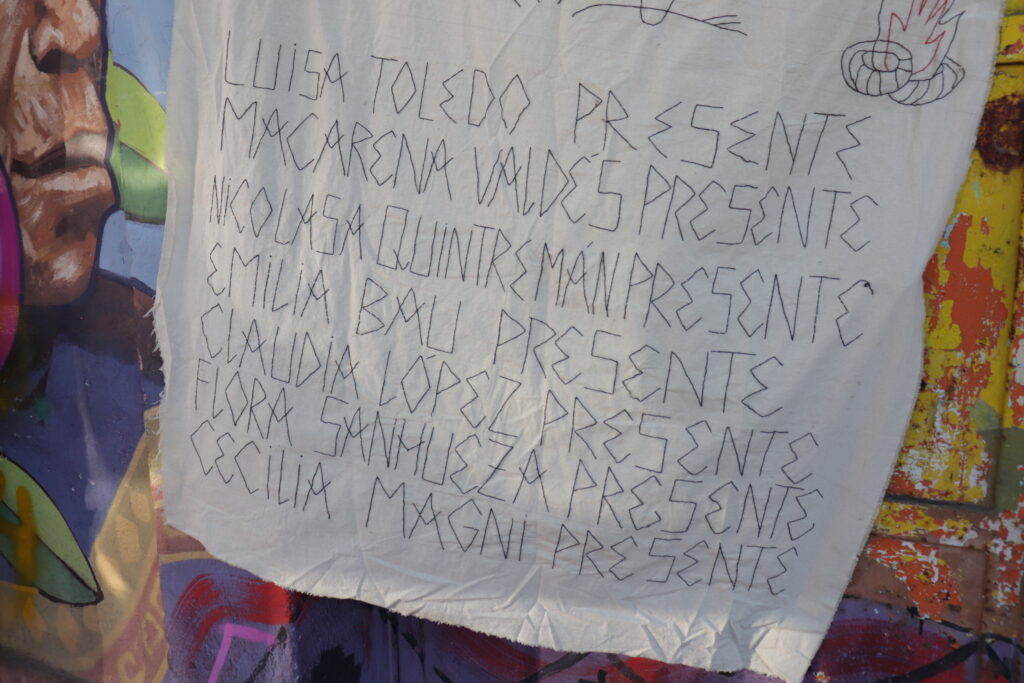 LUISA TOLEDO PRESENTE
MACARENA VALDÉS PRESENTE
NICOLASA QUINTREMÁN PRESENTE
EMILIA BAU PRESENTE
CLAUDIA LÓPEZ PRESENTE
FLORA SANHUEZA PRESENTE
CECILIA MAGNI PRESENTE